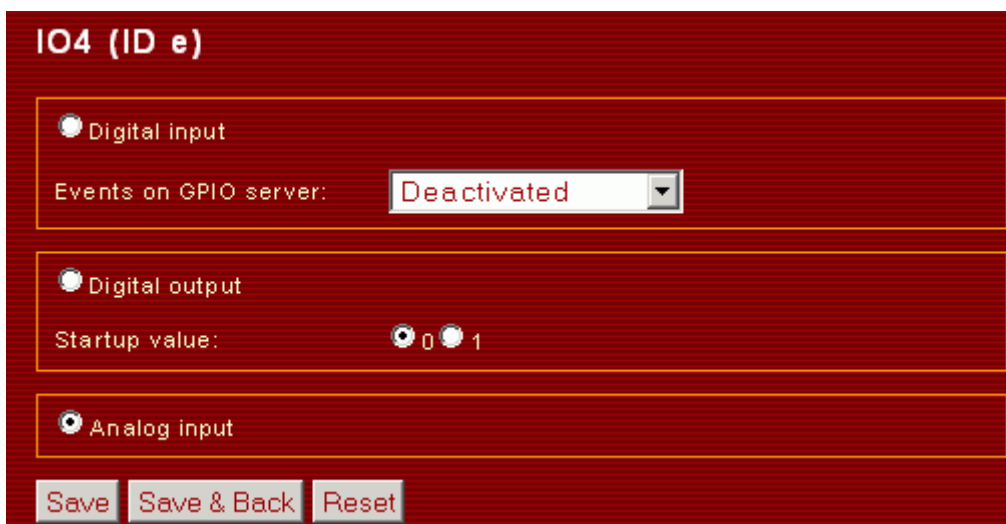 IO4 (ID e)
Digital input
Events on GPIO server: Deactivated
Digital output
Startup value: 0 1
Analog input
Save Save & Back Reset